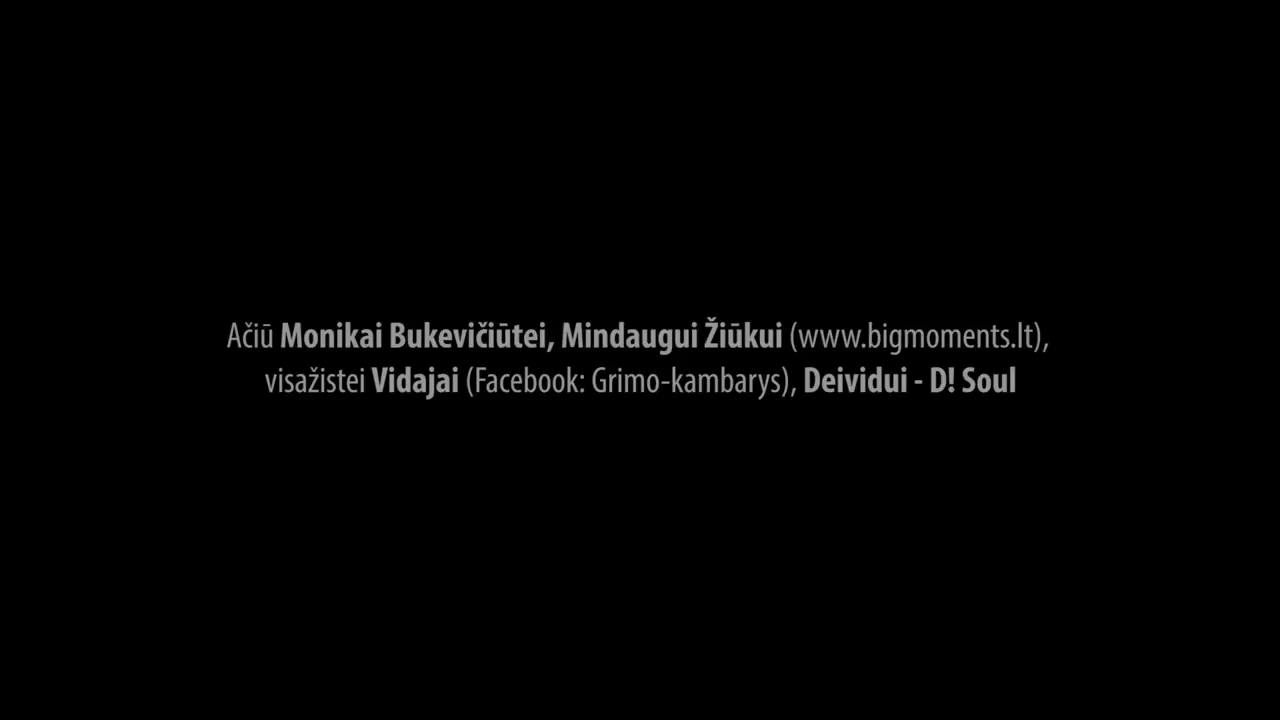 Ačiū Monikai Bukevičiūtei, Mindaugui Žiūkui (www.bigmoments.lt),
visažistei Vidajai (Facebook: Grimo-kambarys), Deividui - D! Soul